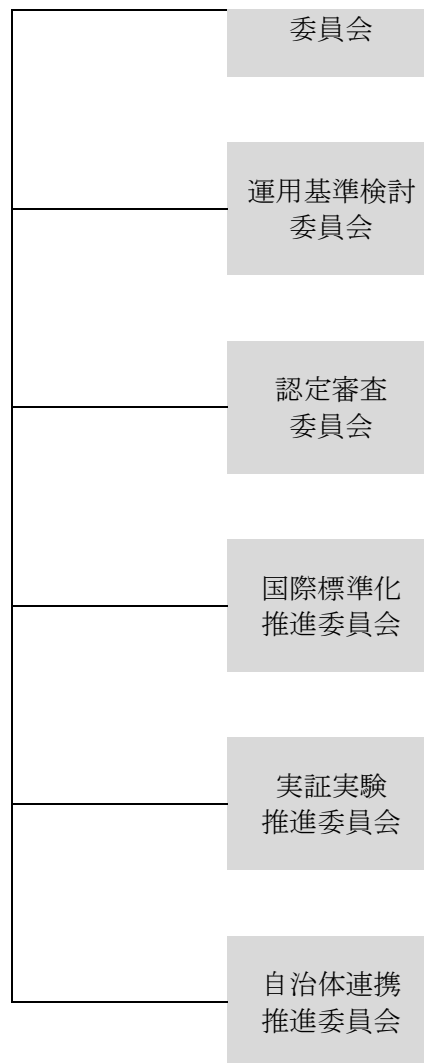 委員会
運用基準検討
委員会
認定審査
委員会
国際標準化
推進委員会
実証実験
推進委員会
自治体連携
推進委員会